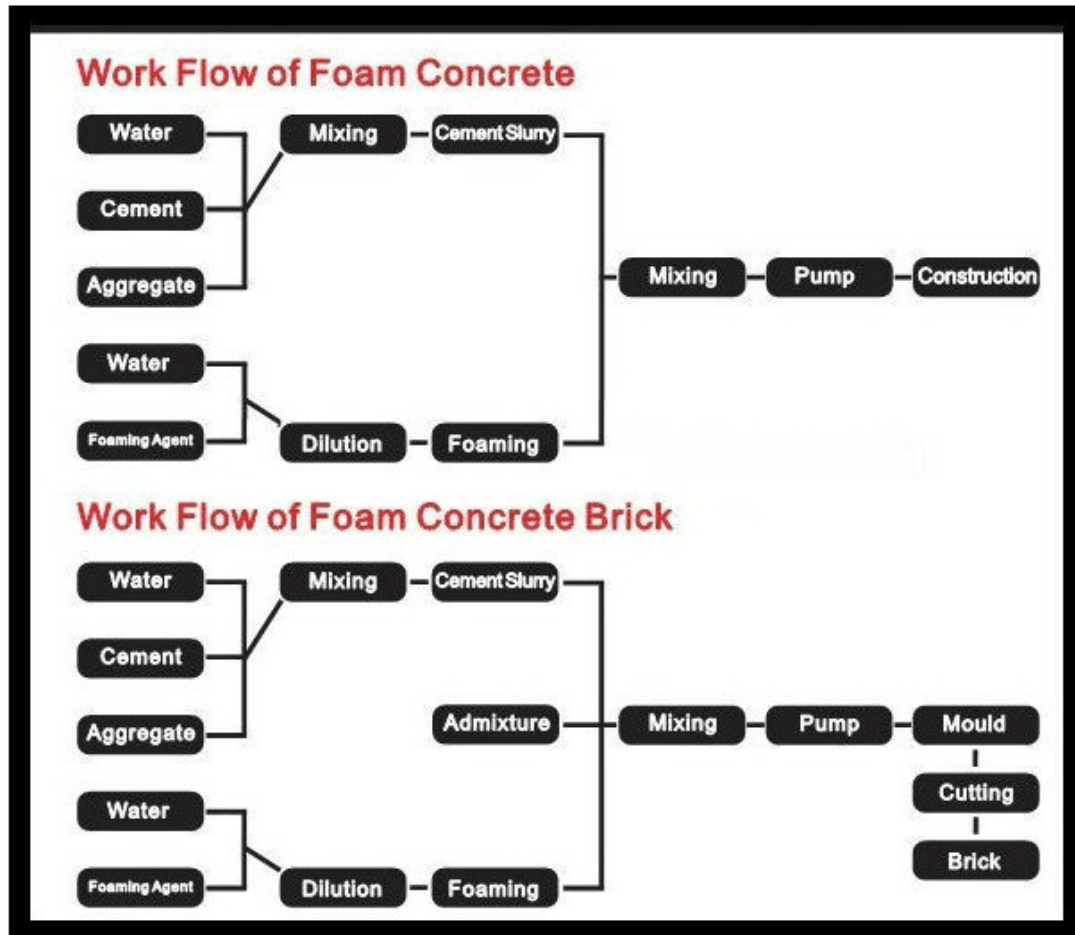 Work Flow of Foam Concrete
Water
Mixing
Cement Slurry
Cement
Aggregate
Mixing
Pump
Construction
Water
Foaming Agent
Dilution
Foaming
Work Flow of Foam Concrete Brick
Water
Mixing
Cement Slurry
Cement
Aggregate
Admixture
Mixing
Pump
Mould
Cutting
Brick
Water
Foaming Agent
Dilution
Foaming